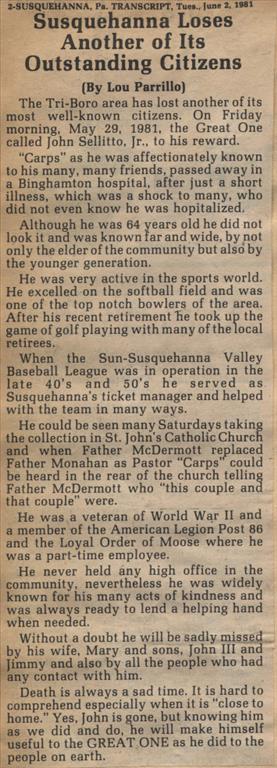 2-SUSQUEHANNA, Pa. TRANSCRIPT, Tues., June 2, 1981
Susquehanna Loses
Another of Its
Outstanding Citizens
(By Lou Parrillo)
The Tri-Boro area has lost another of its
most well-known citizens. On Friday
morning, May 29, 1981, the Great One
called John Sellitto, Jr., to his reward.
"Carps" as he was affectionately known
to his many, many friends, passed away in
a Binghamton hospital, after just a short
illness, which was a shock to many, who
did not even know he was hopitalized.
Although he was 64 years old he did not
look it and was known far and wide, by not
only the elder of the community but also by
the younger generation.
He was very active in the sports world.
He excelled on the softball field and was
one of the top notch bowlers of the area.
After his recent retirement he took up the
game of golf playing with many of the local
retirees.
When the Sun-Susquehanna Valley
Baseball League was in operation in the
late 40's and 50's he served as
Susquehanna's ticket manager and helped
with the team in many ways.
He could be seen many Saturdays taking
the collection in St. John's Catholic Church
and when Father McDermott replaced
Father Monahan as Pastor "Carps" could
be heard in the rear of the church telling
Father McDermott who "this couple and
that couple" were.
He was a veteran of World War II and
a member of the American Legion Post 86
and the Loyal Order of Moose where he
was a part-time employee.
He never held any high office in the
community, nevertheless he was widely
known for his many acts of kindness and
was always ready to lend a helping hand
when needed.
Without a doubt he will be sadly missed
by his wife, Mary and sons, John III and
Jimmy and also by all the people who had
any contact with him.
Death is always a sad time. It is hard to
comprehend especially when it is "close to
home." Yes, John is gone, but knowing him
as we did and do, he will make himself
useful to the GREAT ONE as he did to the
people on earth.